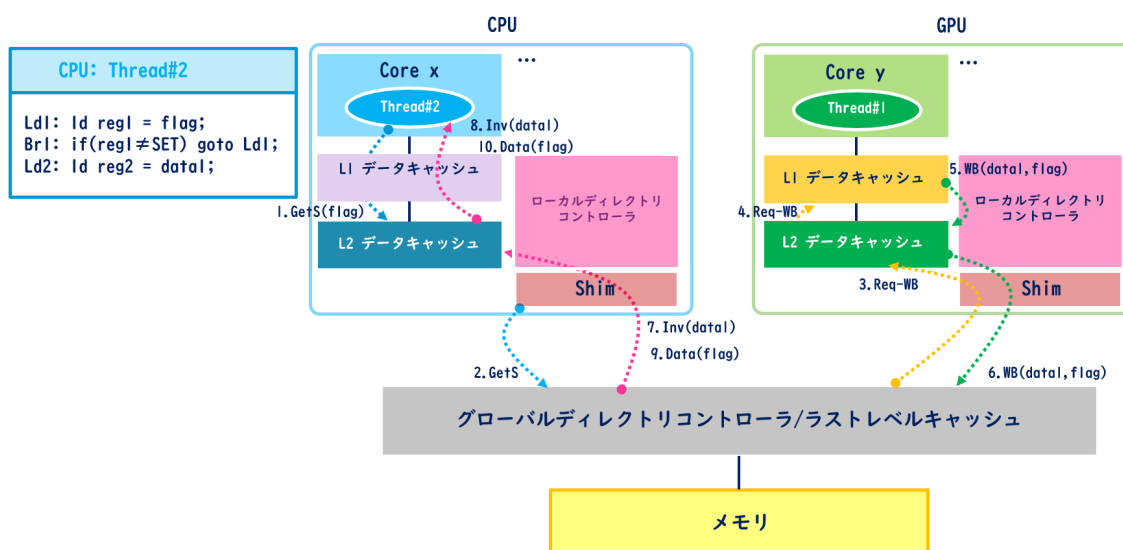 CPU
GPU
CPU: Thread#2
Ld1: ld reg1 = flag;
Br1: if(reg1≠SET) goto Ld1;
Ld2: ld reg2 = data1;
Core x
...
Thread#2
8.Inv(data1)
10.Data(flag)
L1 データキャッシュ
1.GetS(flag)
L2 データキャッシュ
ローカルディレクトリ
コントローラ
Shim
Core y
...
Thread#1
L1 データキャッシュ
5.WB(data1,flag)
4.Req-WB
L2 データキャッシュ
ローカルディレクトリ
コントローラ
3.Req-WB
Shim
7.Inv(data1)
9.Data(flag)
2.GetS
6.WB(data1,flag)
グローバルディレクトリコントローラ/ラストレベルキャッシュ
メモリ